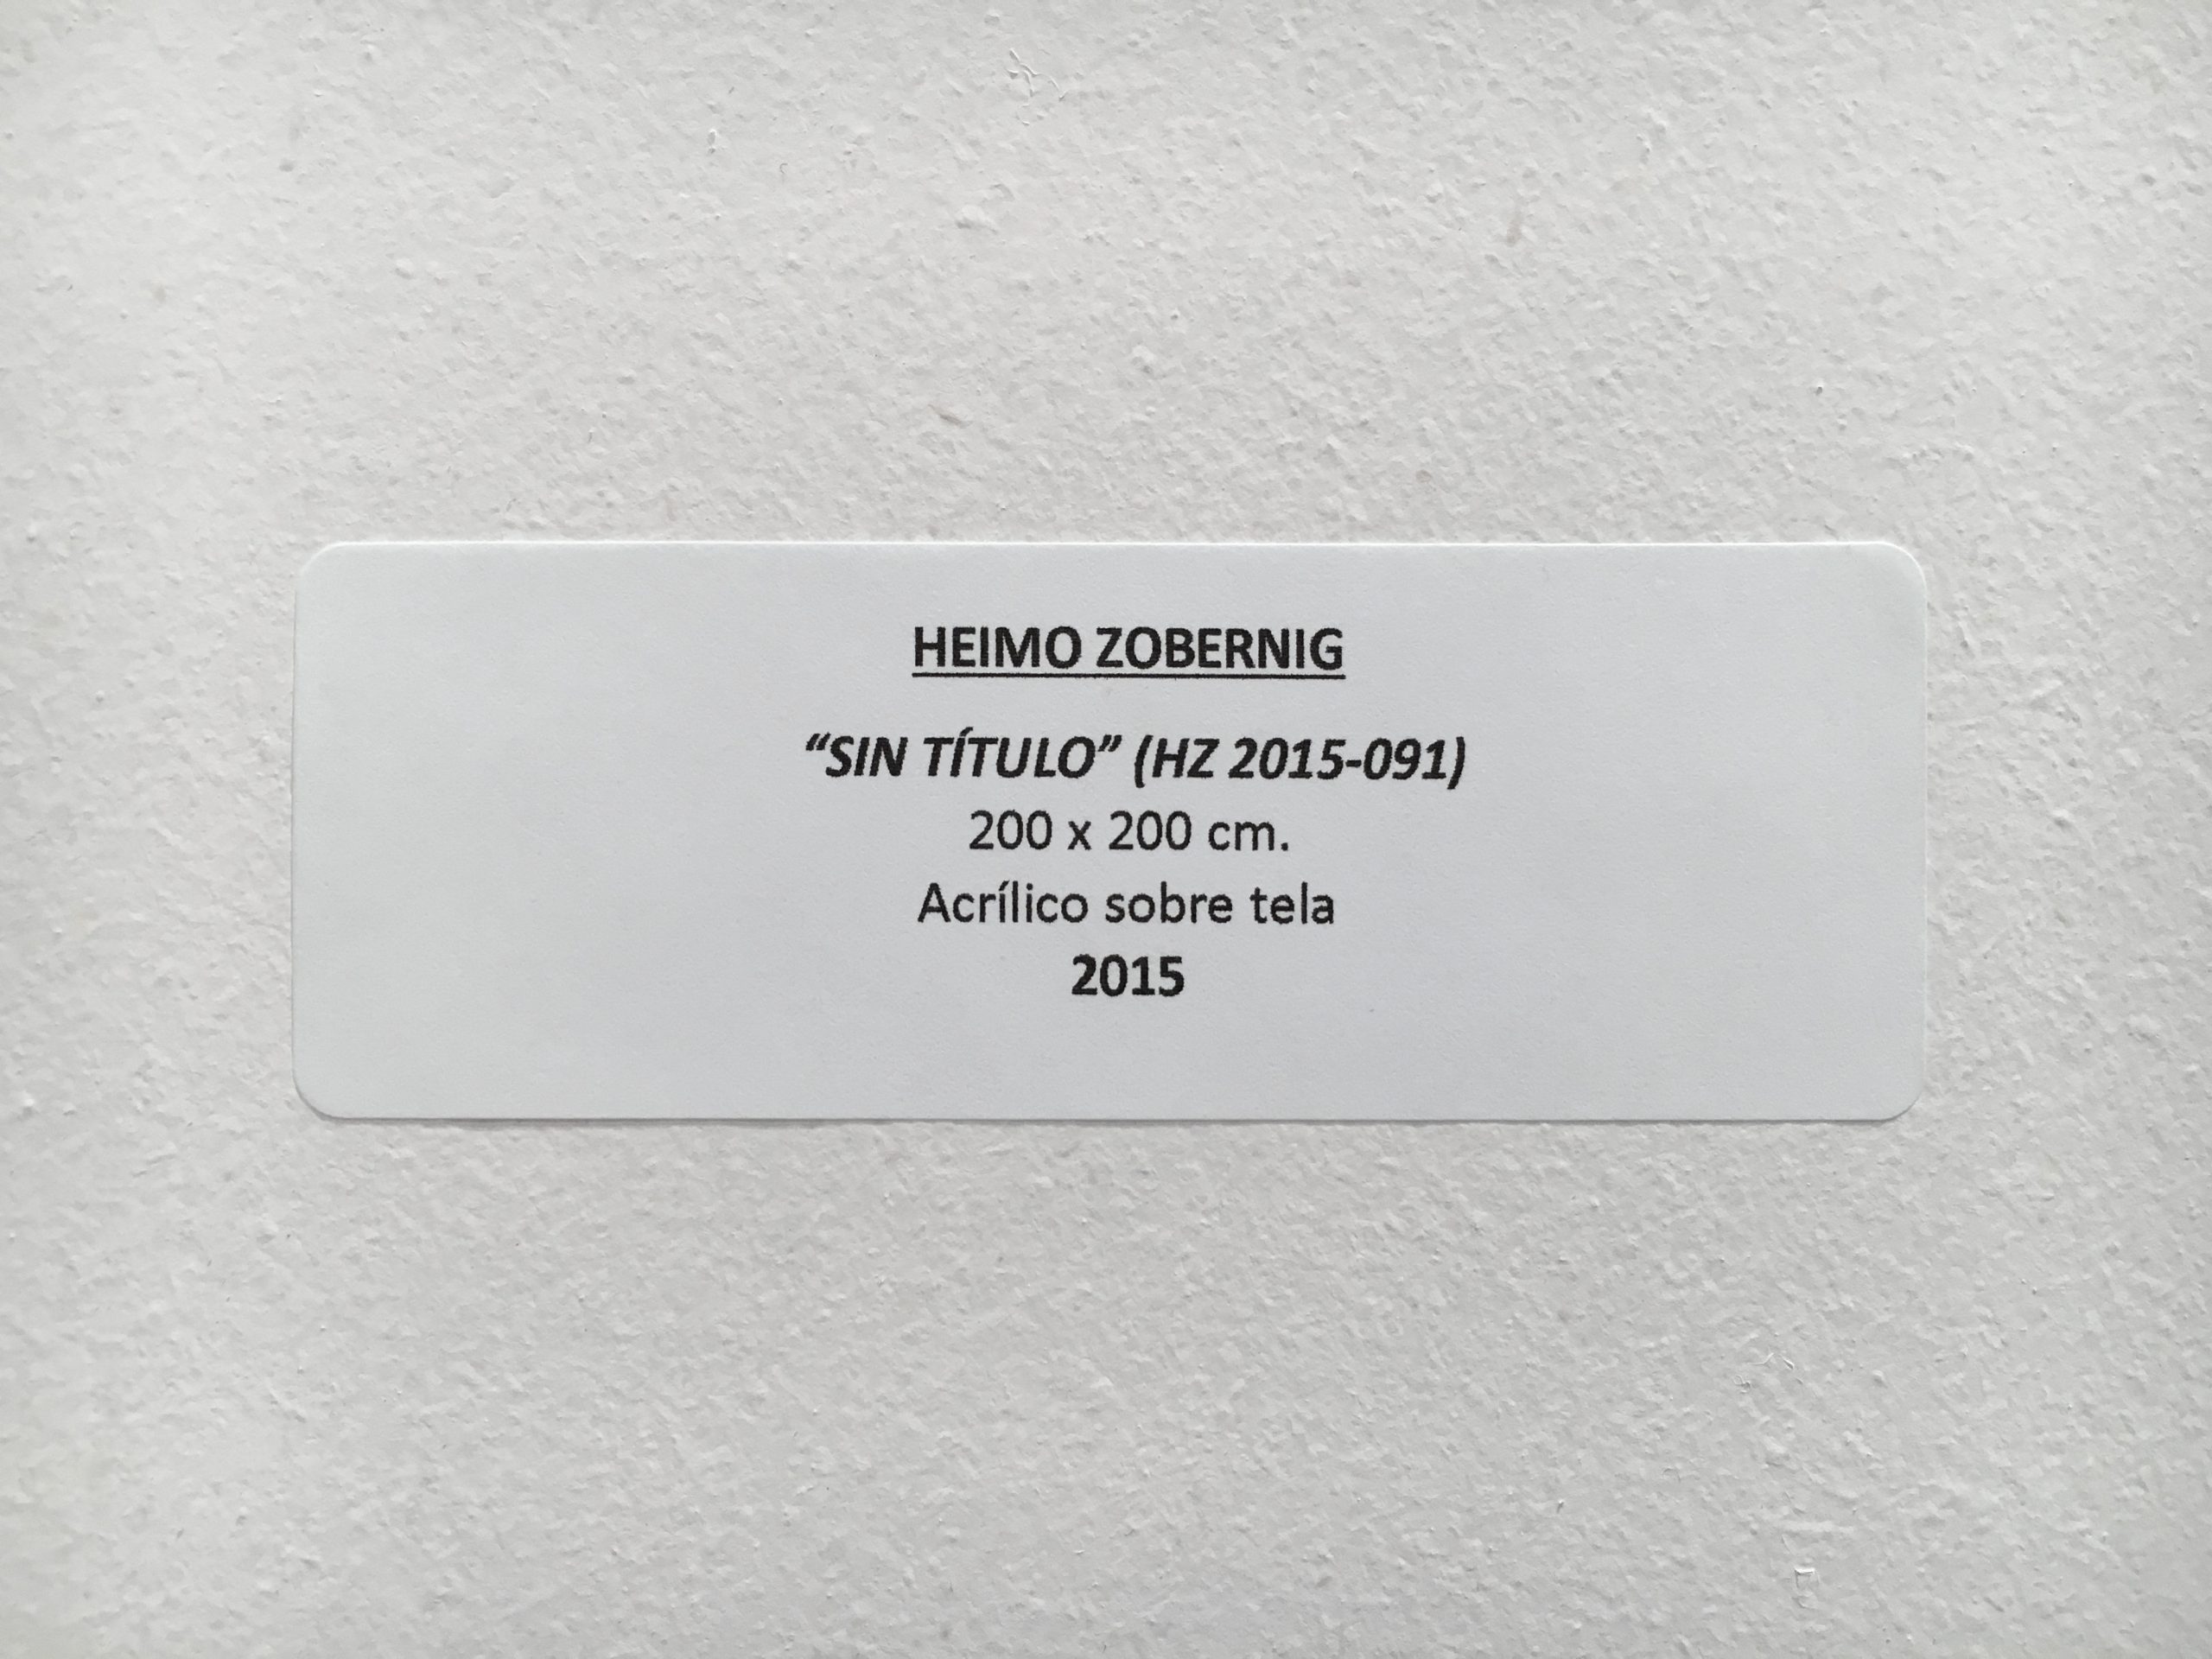 HEIMO ZOBERNIG
“SIN TÍTULO” (HZ 2015-091)
200 x 200 cm.
Acrílico sobre tela
2015